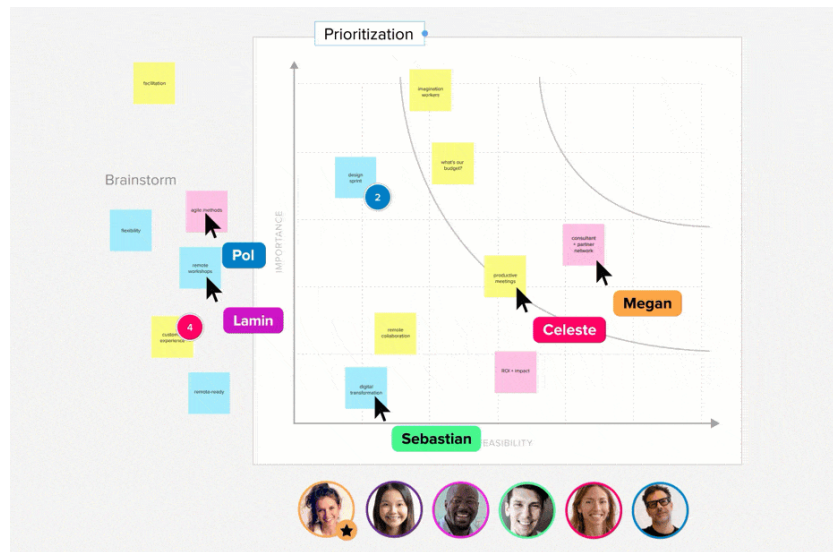 Prioritization
facilitation
imagination
workers
what's our
budget?
design
sprint
2
Brainstorm
agile methods
flexibility
IMPORTANCE
consultant
+ partner
network
Pol
remote
workshops
productive
meetings
Megan
Lamin
4
Celeste
remote
collaboration
ROI + impact
digital
transformation
remote-ready
Sebastian
EASIBILITY